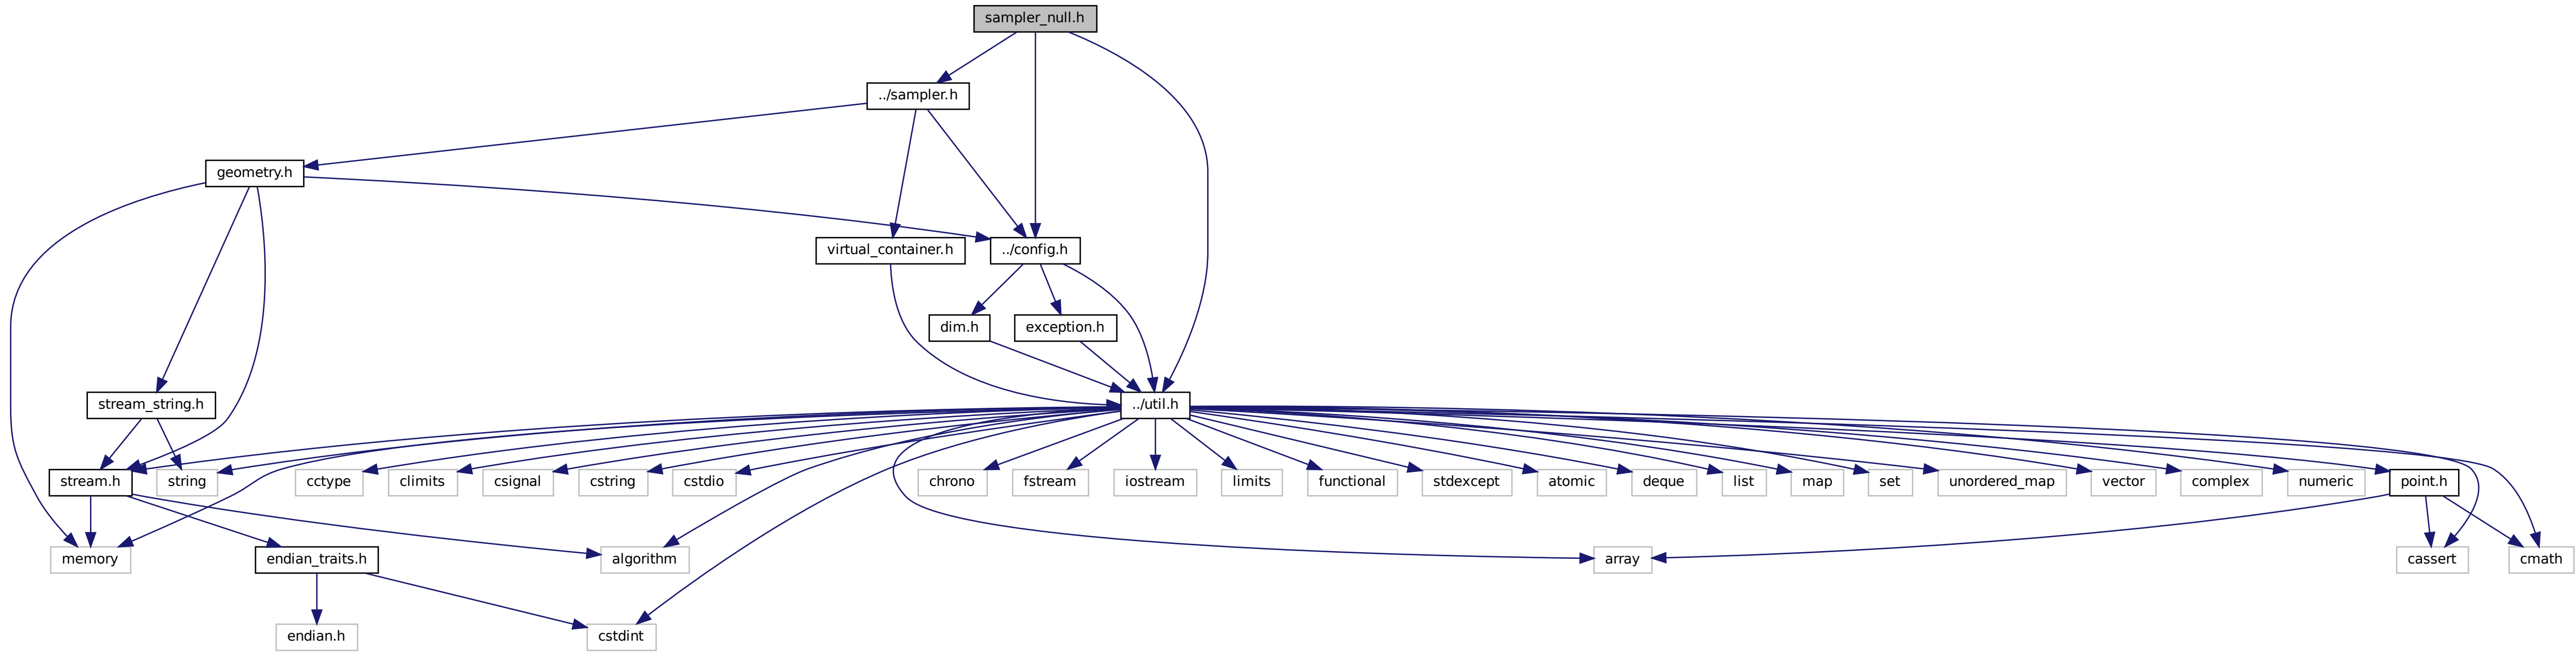 sampler_null.h
../sampler.h
geometry.h
virtual_container.h
../config.h
dim.h
exception.h
stream_string.h
../util.h
stream.h
string
cctype
climits
csignal
cstring
cstdio
chrono
fstream
iostream
limits
functional
stdexcept
atomic
deque
list
map
set
unordered_map
vector
complex
numeric
point.h
memory
endian_traits.h
algorithm
array
cassert
cmath
endian.h
cstdint